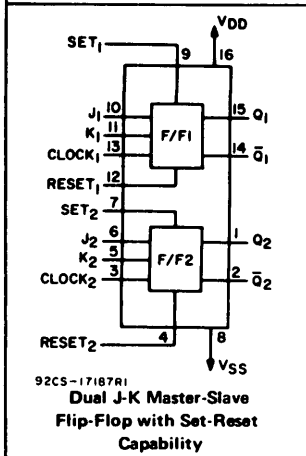 VDD
SET1
9 16
J1 10
K1 11
CLOCK1 13
F/F1
15 Q1
14 Q̅1
RESET1 12
SET2 7
J2 6
K2 5
CLOCK2 3
F/F2
1 Q2
2 Q̅2
RESET2 4
8
VSS
92CS-17187R1
Dual J-K Master-Slave
Flip-Flop with Set-Reset
Capability